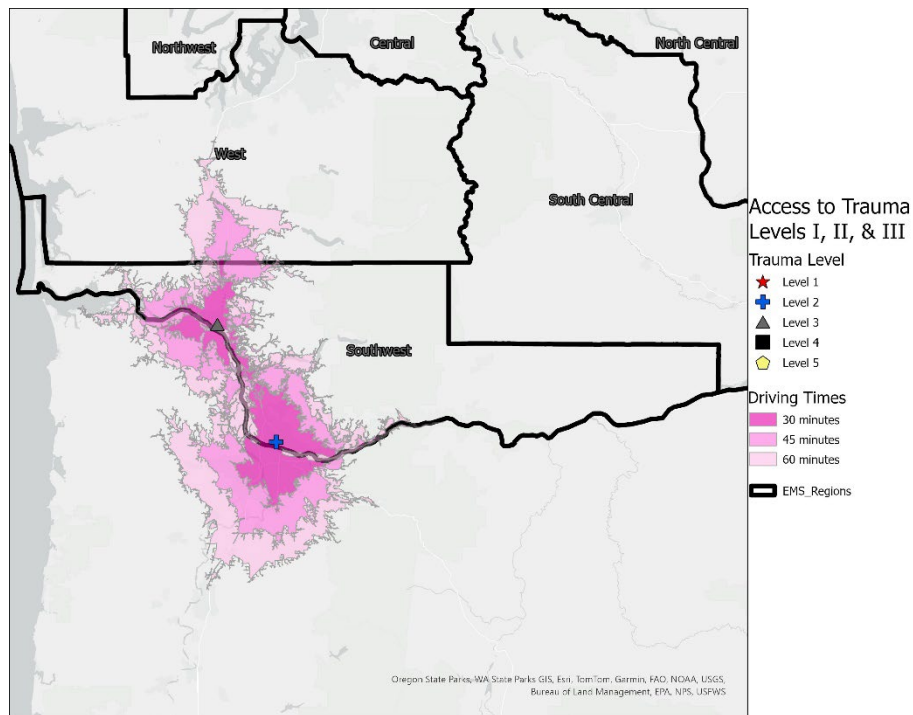 Northwest
Central
North Central
West
South Central
Southwest
Oregon State Parks, WA State Parks GIS, Esri, TomTom, Garmin, FAO, NOAA, USGS,
Bureau of Land Management, EPA, NPS, USFWS
Access to Trauma
Levels I, II, & III
Trauma Level
Level 1
Level 2
Level 3
Level 4
Level 5
Driving Times
30 minutes
45 minutes
60 minutes
EMS_Regions